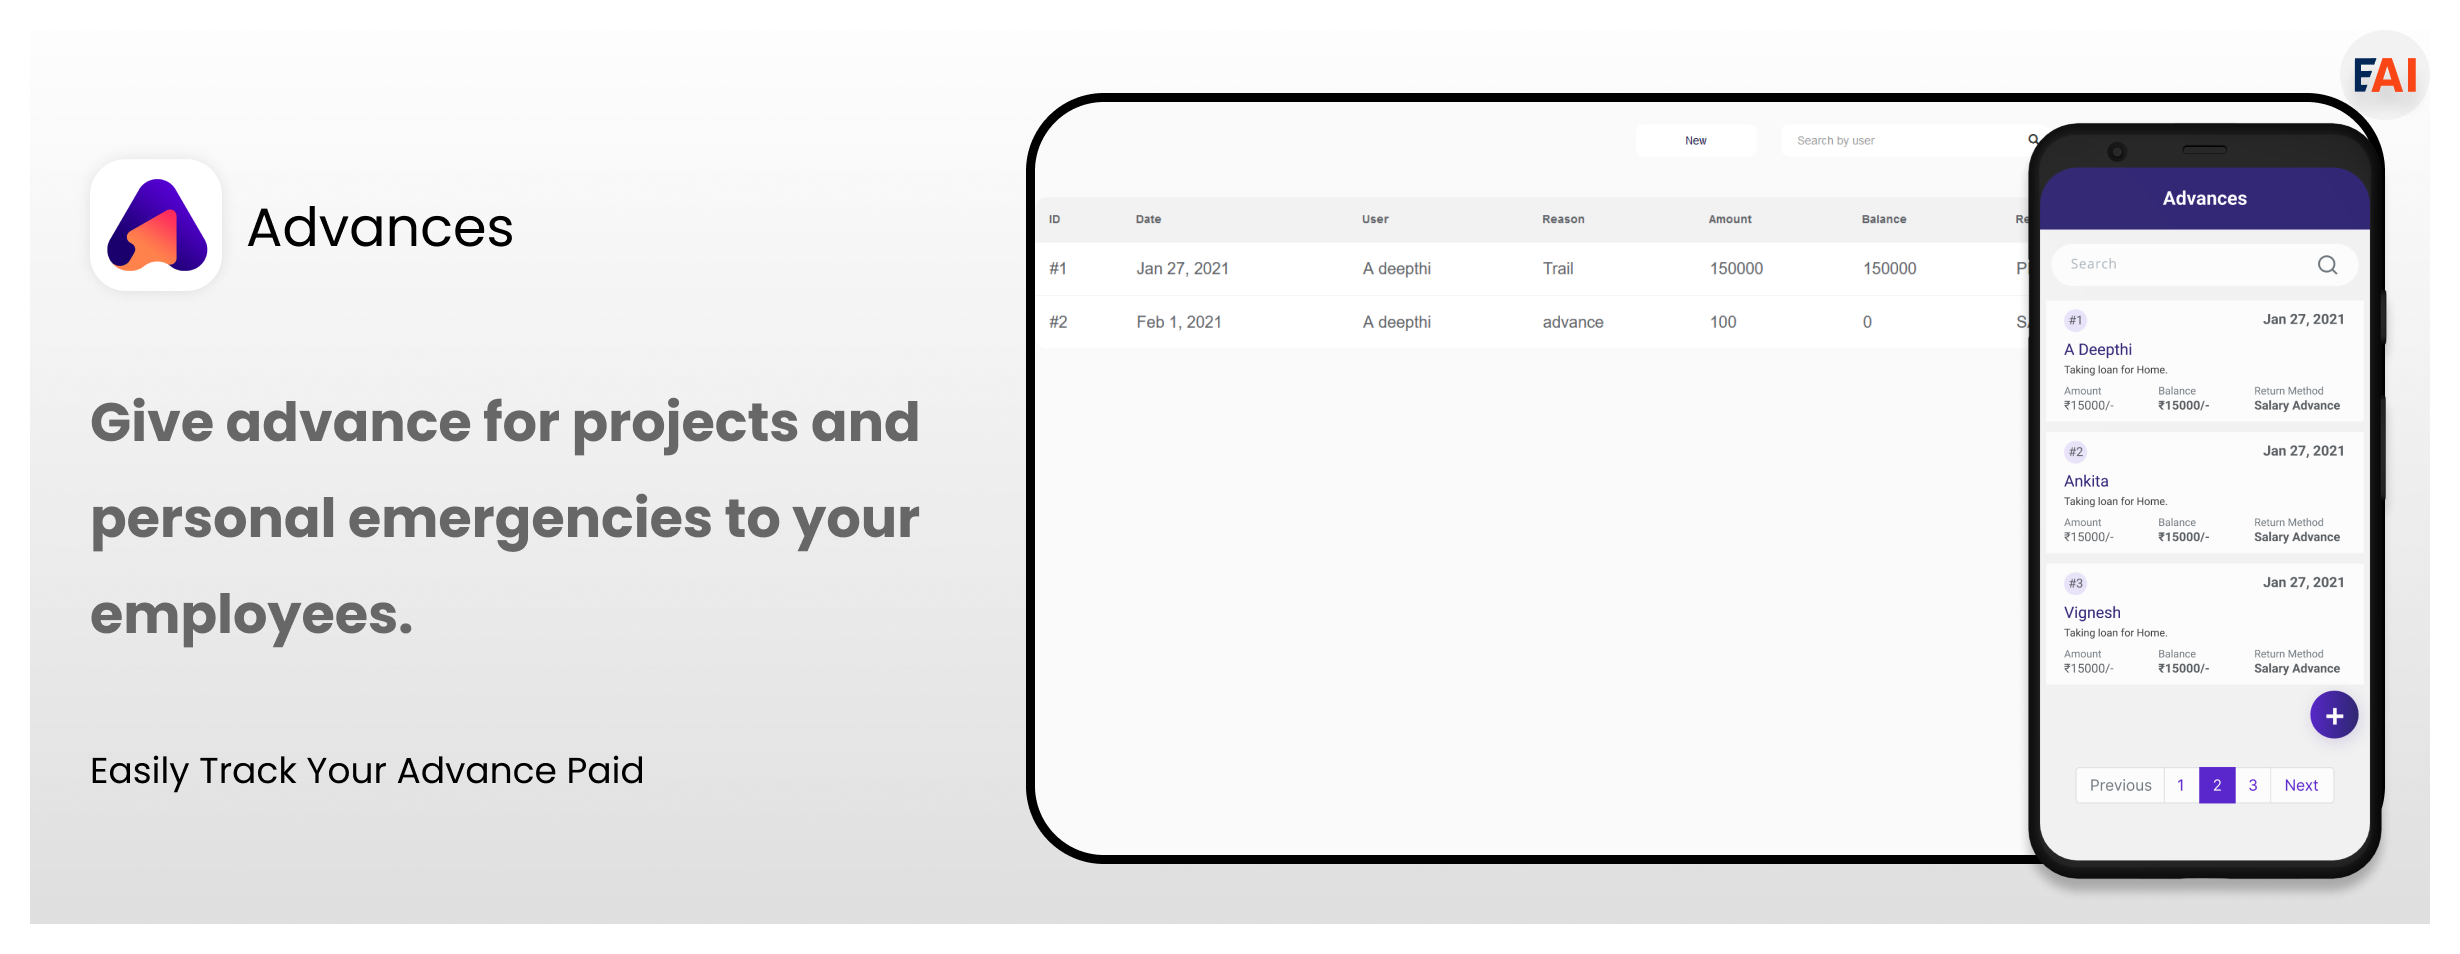 EAI
Advances
Give advance for projects and
personal emergencies to your
employees.
Easily Track Your Advance Paid
New Search by user
ID Date User Reason Amount Balance
#1 Jan 27, 2021 A deepthi Trail 150000 150000
#2 Feb 1, 2021 A deepthi advance 100 0
Advances
Search
#1 Jan 27, 2021
A Deepthi
Taking loan for Home.
Amount Balance Return Method
₹15000/- ₹15000/- Salary Advance
#2 Jan 27, 2021
Ankita
Taking loan for Home.
Amount Balance Return Method
₹15000/- ₹15000/- Salary Advance
#3 Jan 27, 2021
Vignesh
Taking loan for Home.
Amount Balance Return Method
₹15000/- ₹15000/- Salary Advance
+
Previous 1 2 3 Next